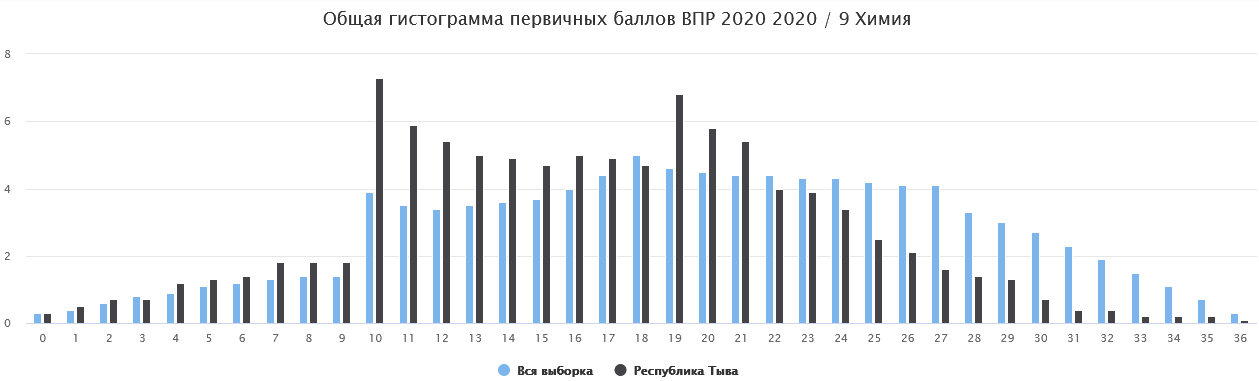 Общая гистограмма первичных баллов ВПР 2020 2020 / 9 Химия
8
6
4
2
0
0 1 2 3 4 5 6 7 8 9 10 11 12 13 14 15 16 17 18 19 20 21 22 23 24 25 26 27 28 29 30 31 32 33 34 35 36
Вся выборка Республика Тыва